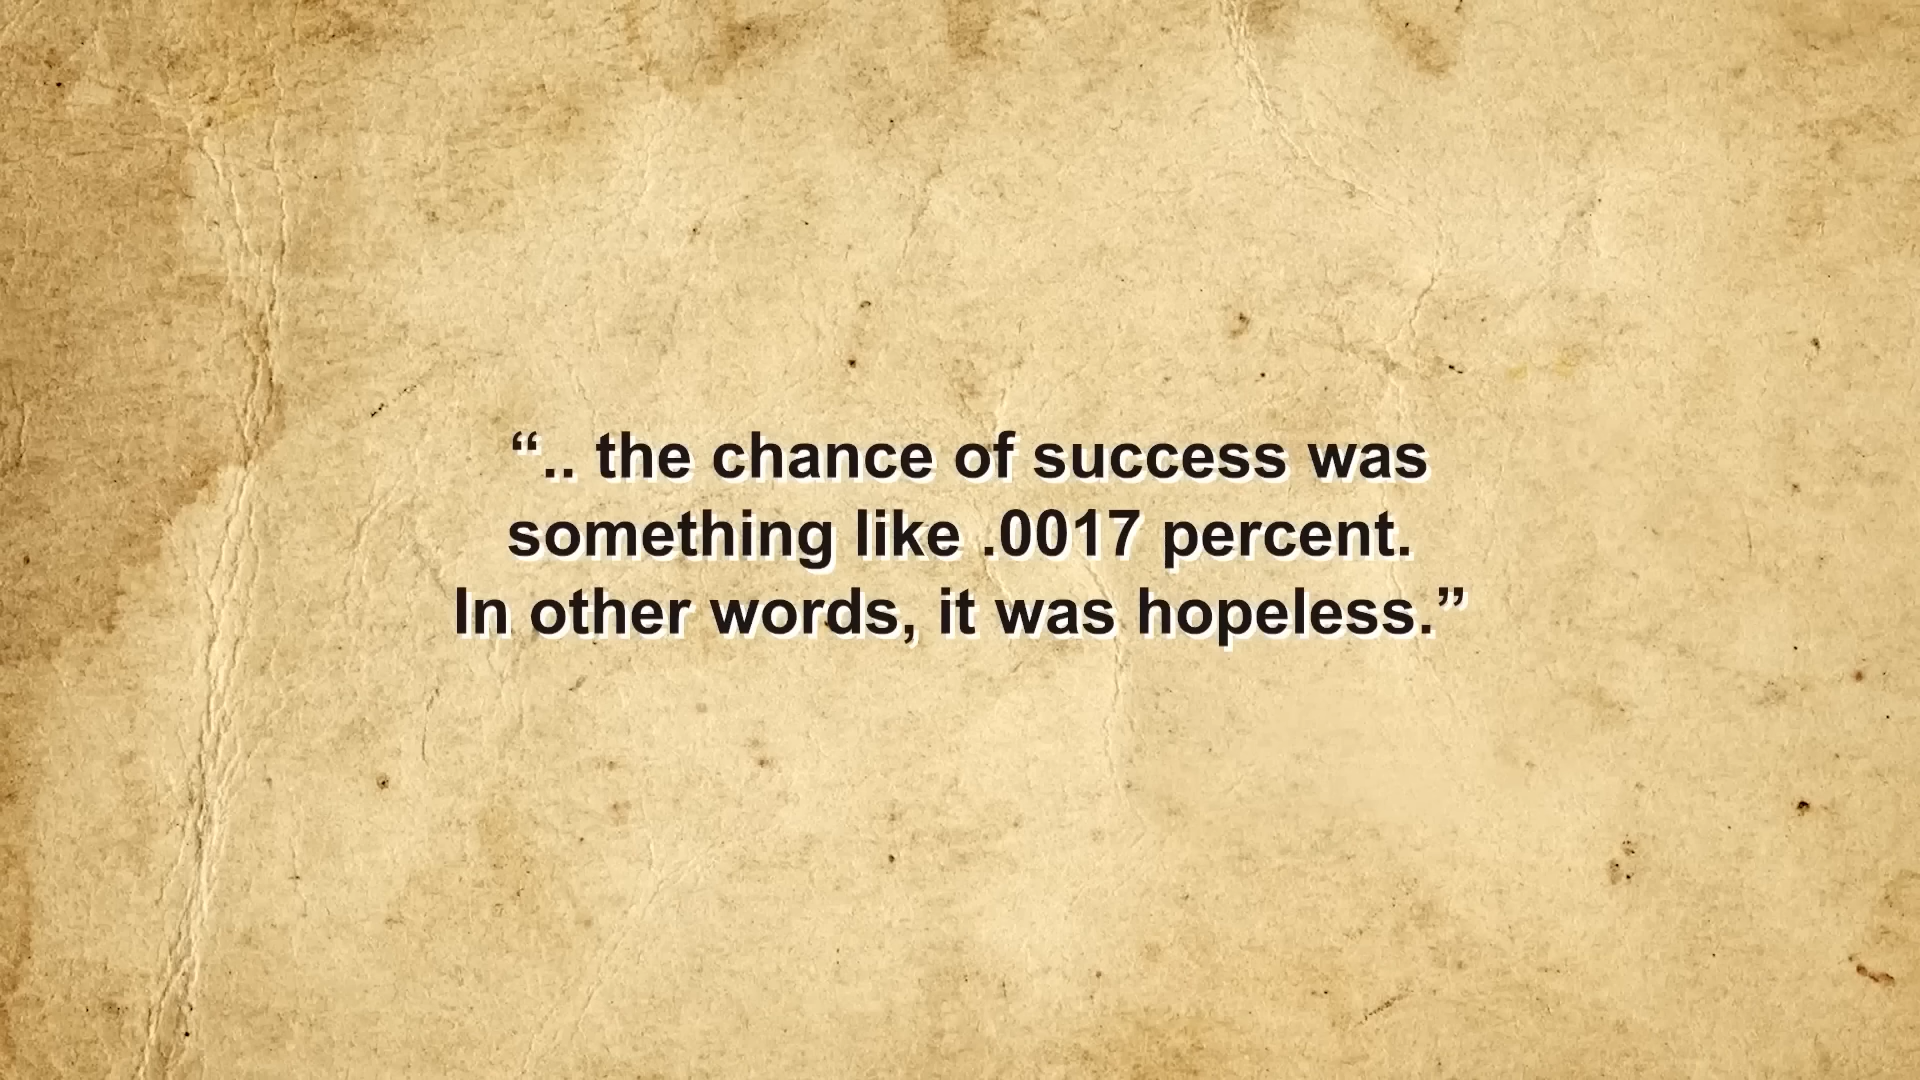 “.. the chance of success was
something like .0017 percent.
In other words, it was hopeless.”